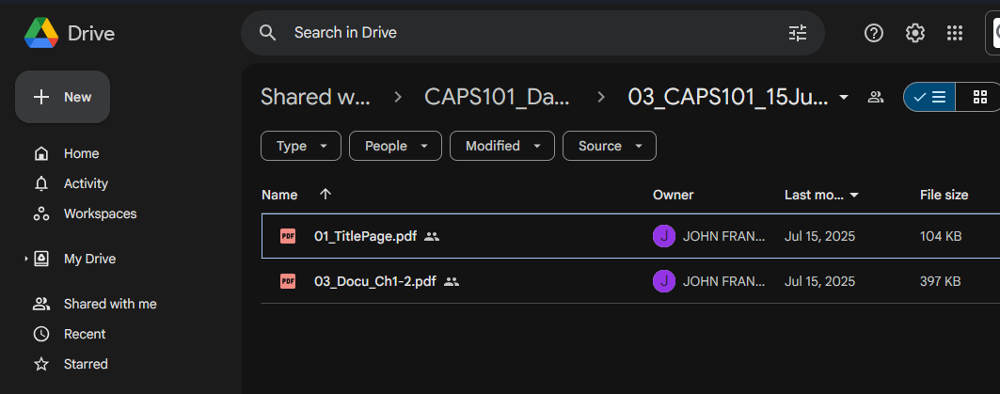 Drive
Search in Drive
New
Shared w... > CAPS101_Da... > 03_CAPS101_15Ju...
Type People Modified Source
Home
Activity
Workspaces
My Drive
Shared with me
Recent
Starred
Name Owner Last mo... File size
PDF 01_TitlePage.pdf J JOHN FRAN... Jul 15, 2025 104 KB
PDF 03_Docu_Ch1-2.pdf J JOHN FRAN... Jul 15, 2025 397 KB